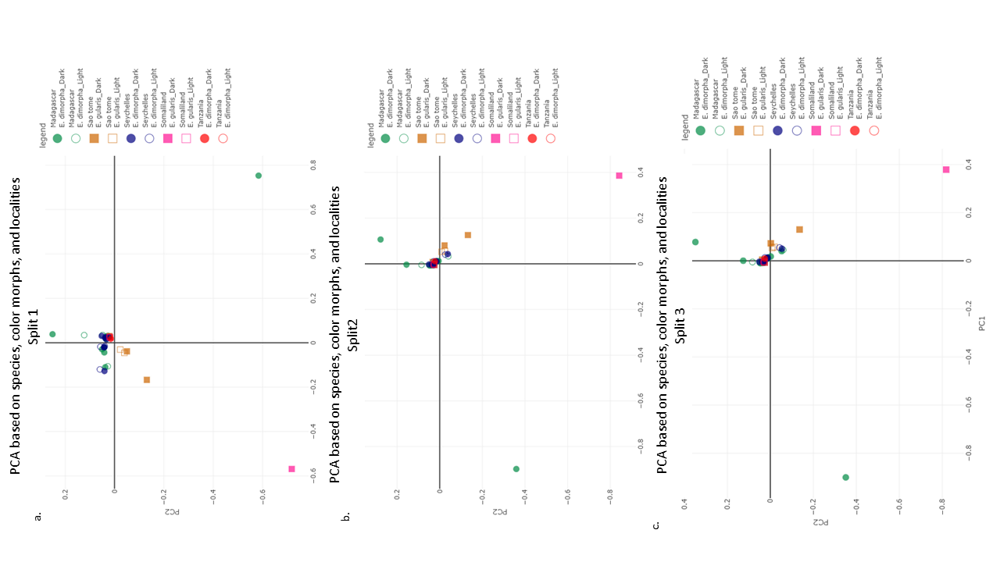 a.
PCA based on species, color morphs, and localities
Split 1
PC2
0.2
0
−0.2
−0.4
−0.6
−0.6
−0.4
−0.2
0
0.2
0.4
0.6
0.8
legend
Madagascar
E. dimorpha_Dark
Madagascar
E. dimorpha_Light
Sao tome
E. gularis_Dark
Sao tome
E. gularis_Light
Seychelles
E. dimorpha_Dark
Seychelles
E. dimorpha_Light
Somaliland
E. gularis_Dark
Somaliland
E. gularis_Light
Tanzania
E. dimorpha_Dark
Tanzania
E. dimorpha_Light
b.
PCA based on species, color morphs, and localities
Split2
PC2
0.2
0
−0.2
−0.4
−0.6
−0.8
−0.8
−0.6
−0.4
−0.2
0
0.2
0.4
legend
Madagascar
E. dimorpha_Dark
Madagascar
E. dimorpha_Light
Sao tome
E. gularis_Dark
Sao tome
E. gularis_Light
Seychelles
E. dimorpha_Dark
Seychelles
E. dimorpha_Light
Somaliland
E. gularis_Dark
Somaliland
E. gularis_Light
Tanzania
E. dimorpha_Dark
Tanzania
E. dimorpha_Light
c.
PCA based on species, color morphs, and localities
Split 3
PC2
0.4
0.2
0
−0.2
−0.4
−0.6
−0.8
−0.8
−0.6
−0.4
−0.2
0
0.2
0.4
PC1
legend
Madagascar
E. dimorpha_Dark
Madagascar
E. dimorpha_Light
Sao tome
E. gularis_Dark
Sao tome
E. gularis_Light
Seychelles
E. dimorpha_Dark
Seychelles
E. dimorpha_Light
Somaliland
E. gularis_Dark
Somaliland
E. gularis_Light
Tanzania
E. dimorpha_Dark
Tanzania
E. dimorpha_Light